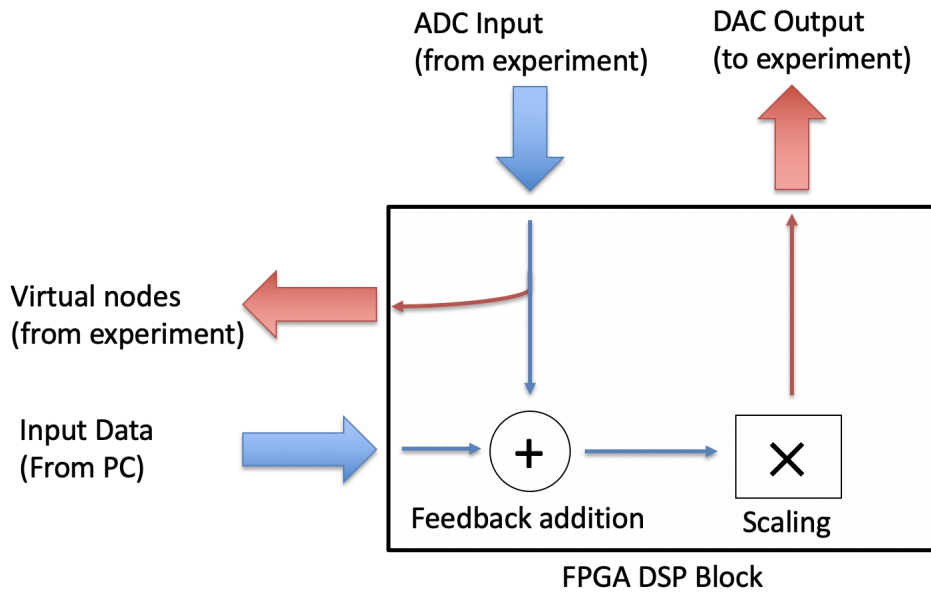 ADC Input
(from experiment)
DAC Output
(to experiment)
Virtual nodes
(from experiment)
Input Data
(From PC)
+
×
Feedback addition
Scaling
FPGA DSP Block